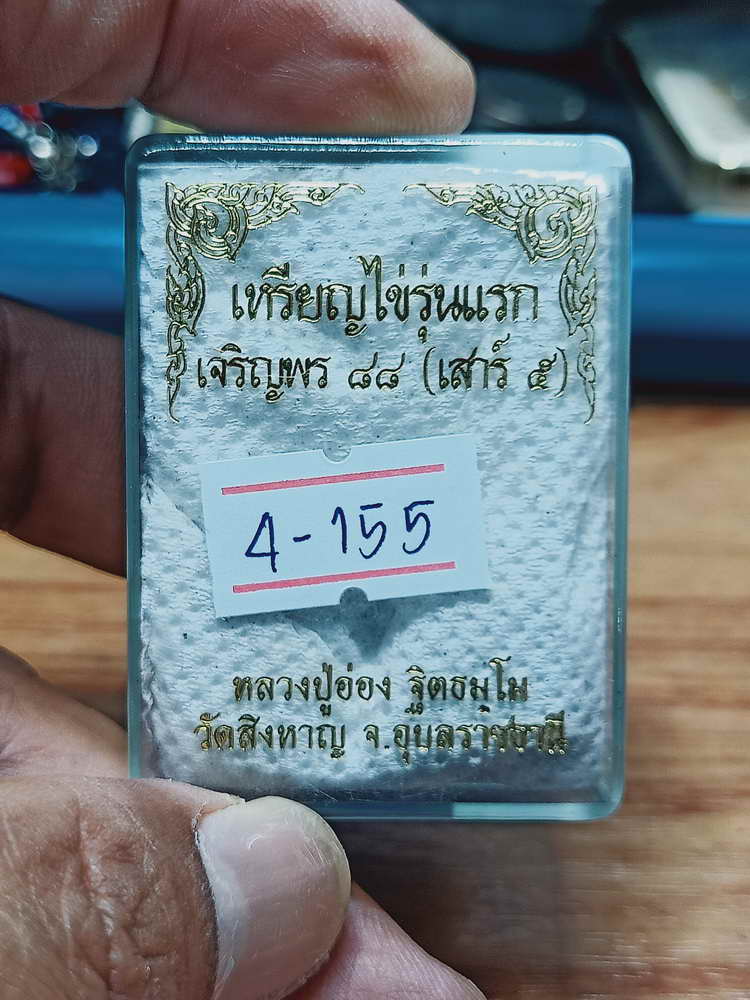 เหรียญไข่รุ่นแรก
เจริญพร ๘๘ (เสาร์ ๕)
4-155
หลวงปู่อ่อง ฐิตธมฺโม
วัดสิงหาญ จ.อุบลราชธานี